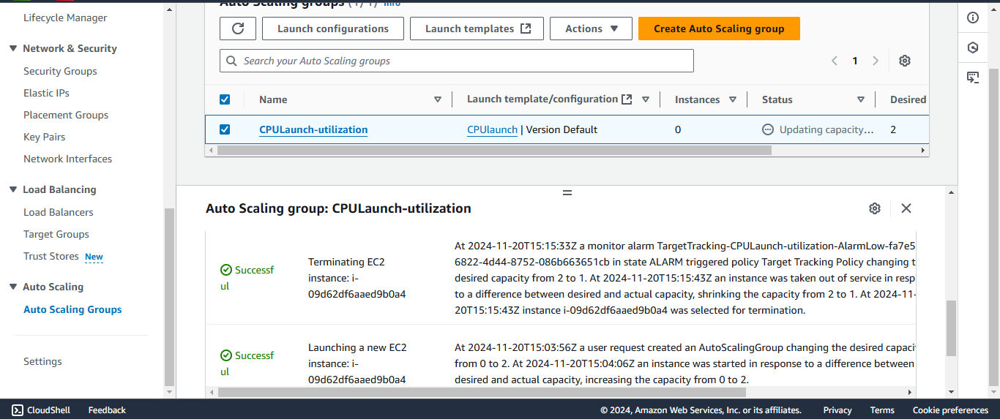 Lifecycle Manager
Network & Security
Security Groups
Elastic IPs
Placement Groups
Key Pairs
Network Interfaces
Load Balancing
Load Balancers
Target Groups
Trust Stores New
Auto Scaling
Auto Scaling Groups
Settings
Auto Scaling groups (1/1) Info
Launch configurations
Launch templates
Actions
Create Auto Scaling group
Search your Auto Scaling groups
1
Name Launch template/configuration Instances Status Desired
CPULaunch-utilization CPUlaunch | Version Default 0 Updating capacity... 2
Auto Scaling group: CPULaunch-utilization
Successf
ul
Terminating EC2
instance: i-
09d62df6aaed9b0a4
At 2024-11-20T15:15:33Z a monitor alarm TargetTracking-CPULaunch-utilization-AlarmLow-fa7e5
6822-4d44-8752-086b663651cb in state ALARM triggered policy Target Tracking Policy changing t
desired capacity from 2 to 1. At 2024-11-20T15:15:43Z an instance was taken out of service in resp
to a difference between desired and actual capacity, shrinking the capacity from 2 to 1. At 2024-11-
20T15:15:43Z instance i-09d62df6aaed9b0a4 was selected for termination.
Successf
ul
Launching a new EC2
instance: i-
09d62df6aaed9b0a4
At 2024-11-20T15:03:56Z a user request created an AutoScalingGroup changing the desired capaci
from 0 to 2. At 2024-11-20T15:04:06Z an instance was started in response to a difference between
desired and actual capacity, increasing the capacity from 0 to 2.
CloudShell Feedback © 2024, Amazon Web Services, Inc. or its affiliates. Privacy Terms Cookie preferences